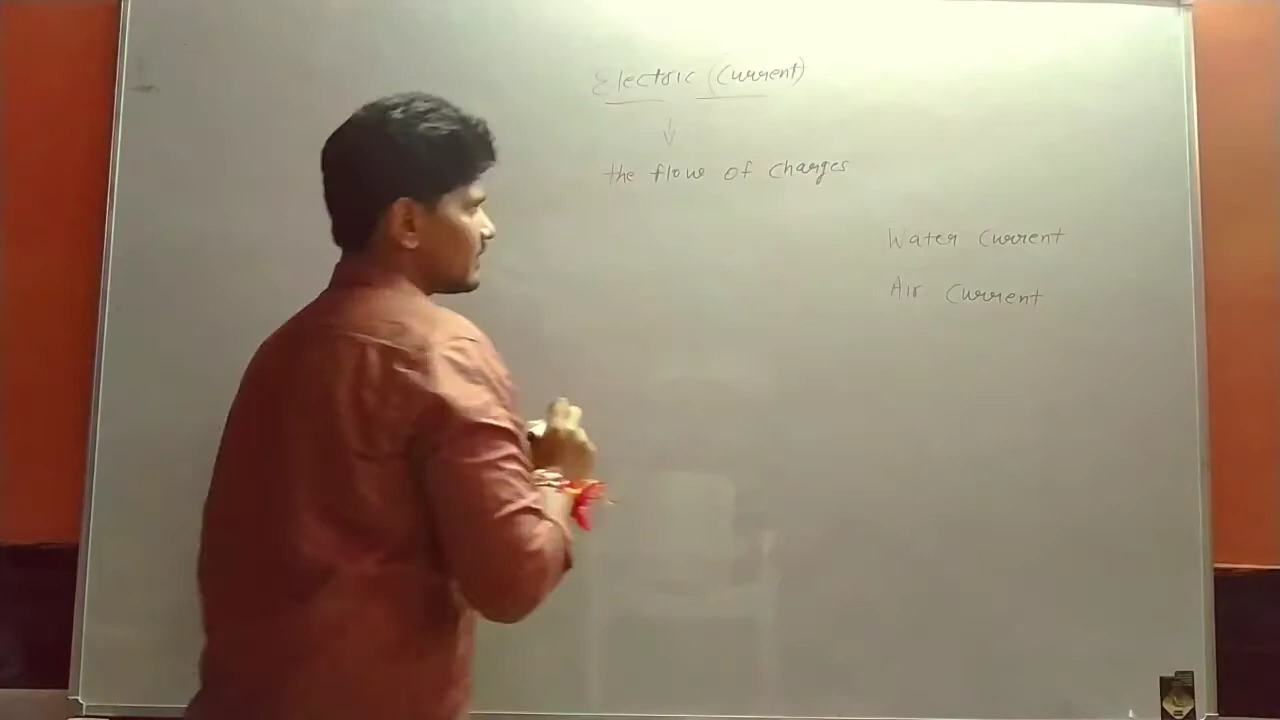 Electric (Current)
the flow of charges
Water Current
Air Current